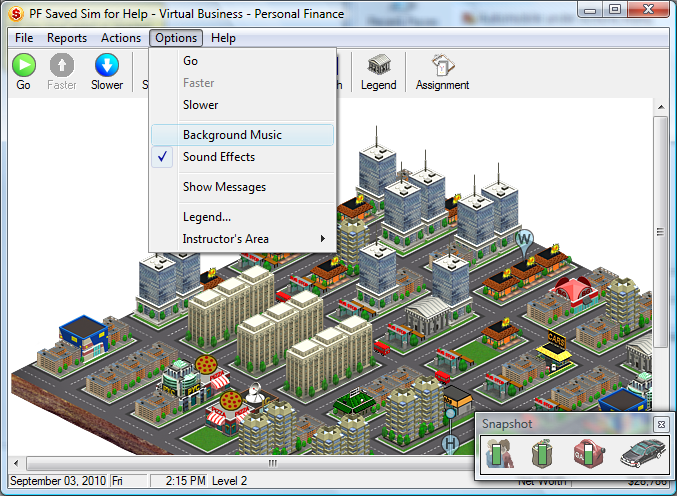 PF Saved Sim for Help - Virtual Business - Personal Finance
File Reports Actions Options Help
Go Faster Slower Legend Assignment
Go
Faster
Slower
Background Music
Sound Effects
Show Messages
Legend...
Instructor's Area
W
CARS
H
Snapshot
September 03, 2010 Fri 2:15 PM Level 2 Net Worth